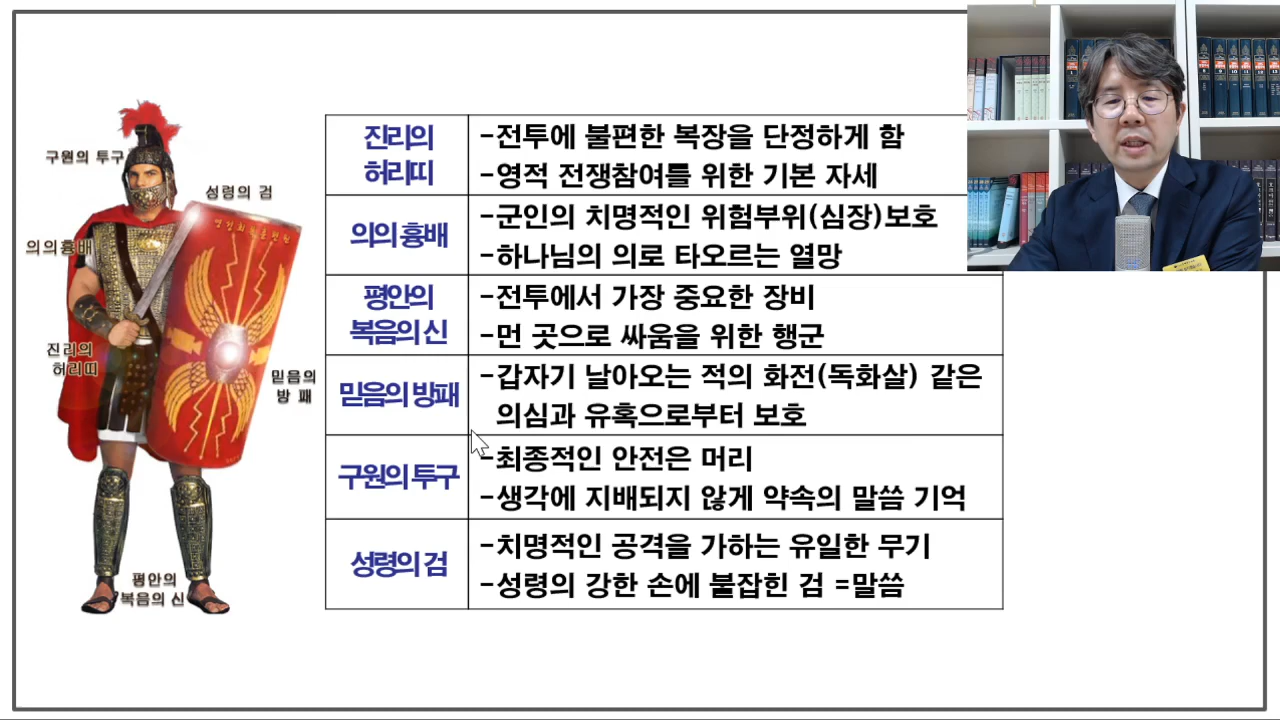 구원의 투구
성령의 검
의의흉배
진리의
허리띠
믿음의
방 패
평안의
복음의 신
진리의
허리띠
-전투에 불편한 복장을 단정하게 함
-영적 전쟁참여를 위한 기본 자세
의의 흉배
-군인의 치명적인 위험부위(심장)보호
-하나님의 의로 타오르는 열망
평안의
복음의 신
-전투에서 가장 중요한 장비
-먼 곳으로 싸움을 위한 행군
믿음의 방패
-갑자기 날아오는 적의 화전(독화살) 같은
의심과 유혹으로부터 보호
구원의 투구
-최종적인 안전은 머리
-생각에 지배되지 않게 약속의 말씀 기억
성령의 검
-치명적인 공격을 가하는 유일한 무기
-성령의 강한 손에 붙잡힌 검 =말씀